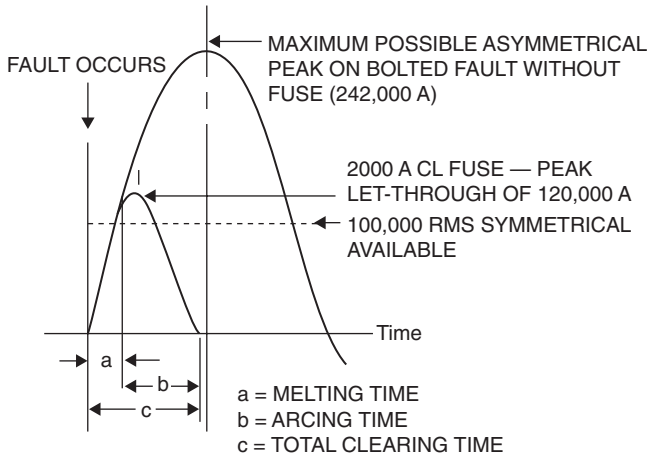 MAXIMUM POSSIBLE ASYMMETRICAL
PEAK ON BOLTED FAULT WITHOUT
FUSE (242,000 A)
FAULT OCCURS
2000 A CL FUSE — PEAK
LET-THROUGH OF 120,000 A
100,000 RMS SYMMETRICAL
AVAILABLE
Time
a
b
c
a = MELTING TIME
b = ARCING TIME
c = TOTAL CLEARING TIME